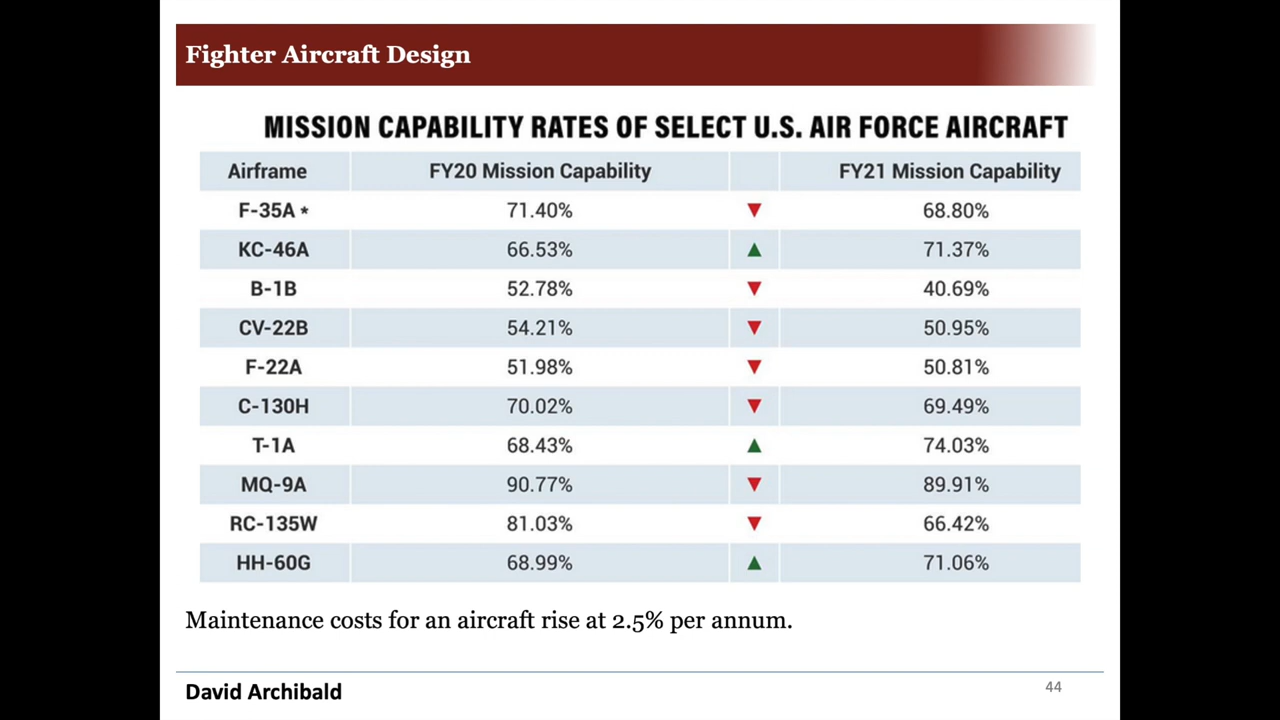 Fighter Aircraft Design
MISSION CAPABILITY RATES OF SELECT U.S. AIR FORCE AIRCRAFT
Airframe FY20 Mission Capability FY21 Mission Capability
F-35A * 71.40% ▼ 68.80%
KC-46A 66.53% ▲ 71.37%
B-1B 52.78% ▼ 40.69%
CV-22B 54.21% ▼ 50.95%
F-22A 51.98% ▼ 50.81%
C-130H 70.02% ▼ 69.49%
T-1A 68.43% ▲ 74.03%
MQ-9A 90.77% ▼ 89.91%
RC-135W 81.03% ▼ 66.42%
HH-60G 68.99% ▲ 71.06%
Maintenance costs for an aircraft rise at 2.5% per annum.
David Archibald 44